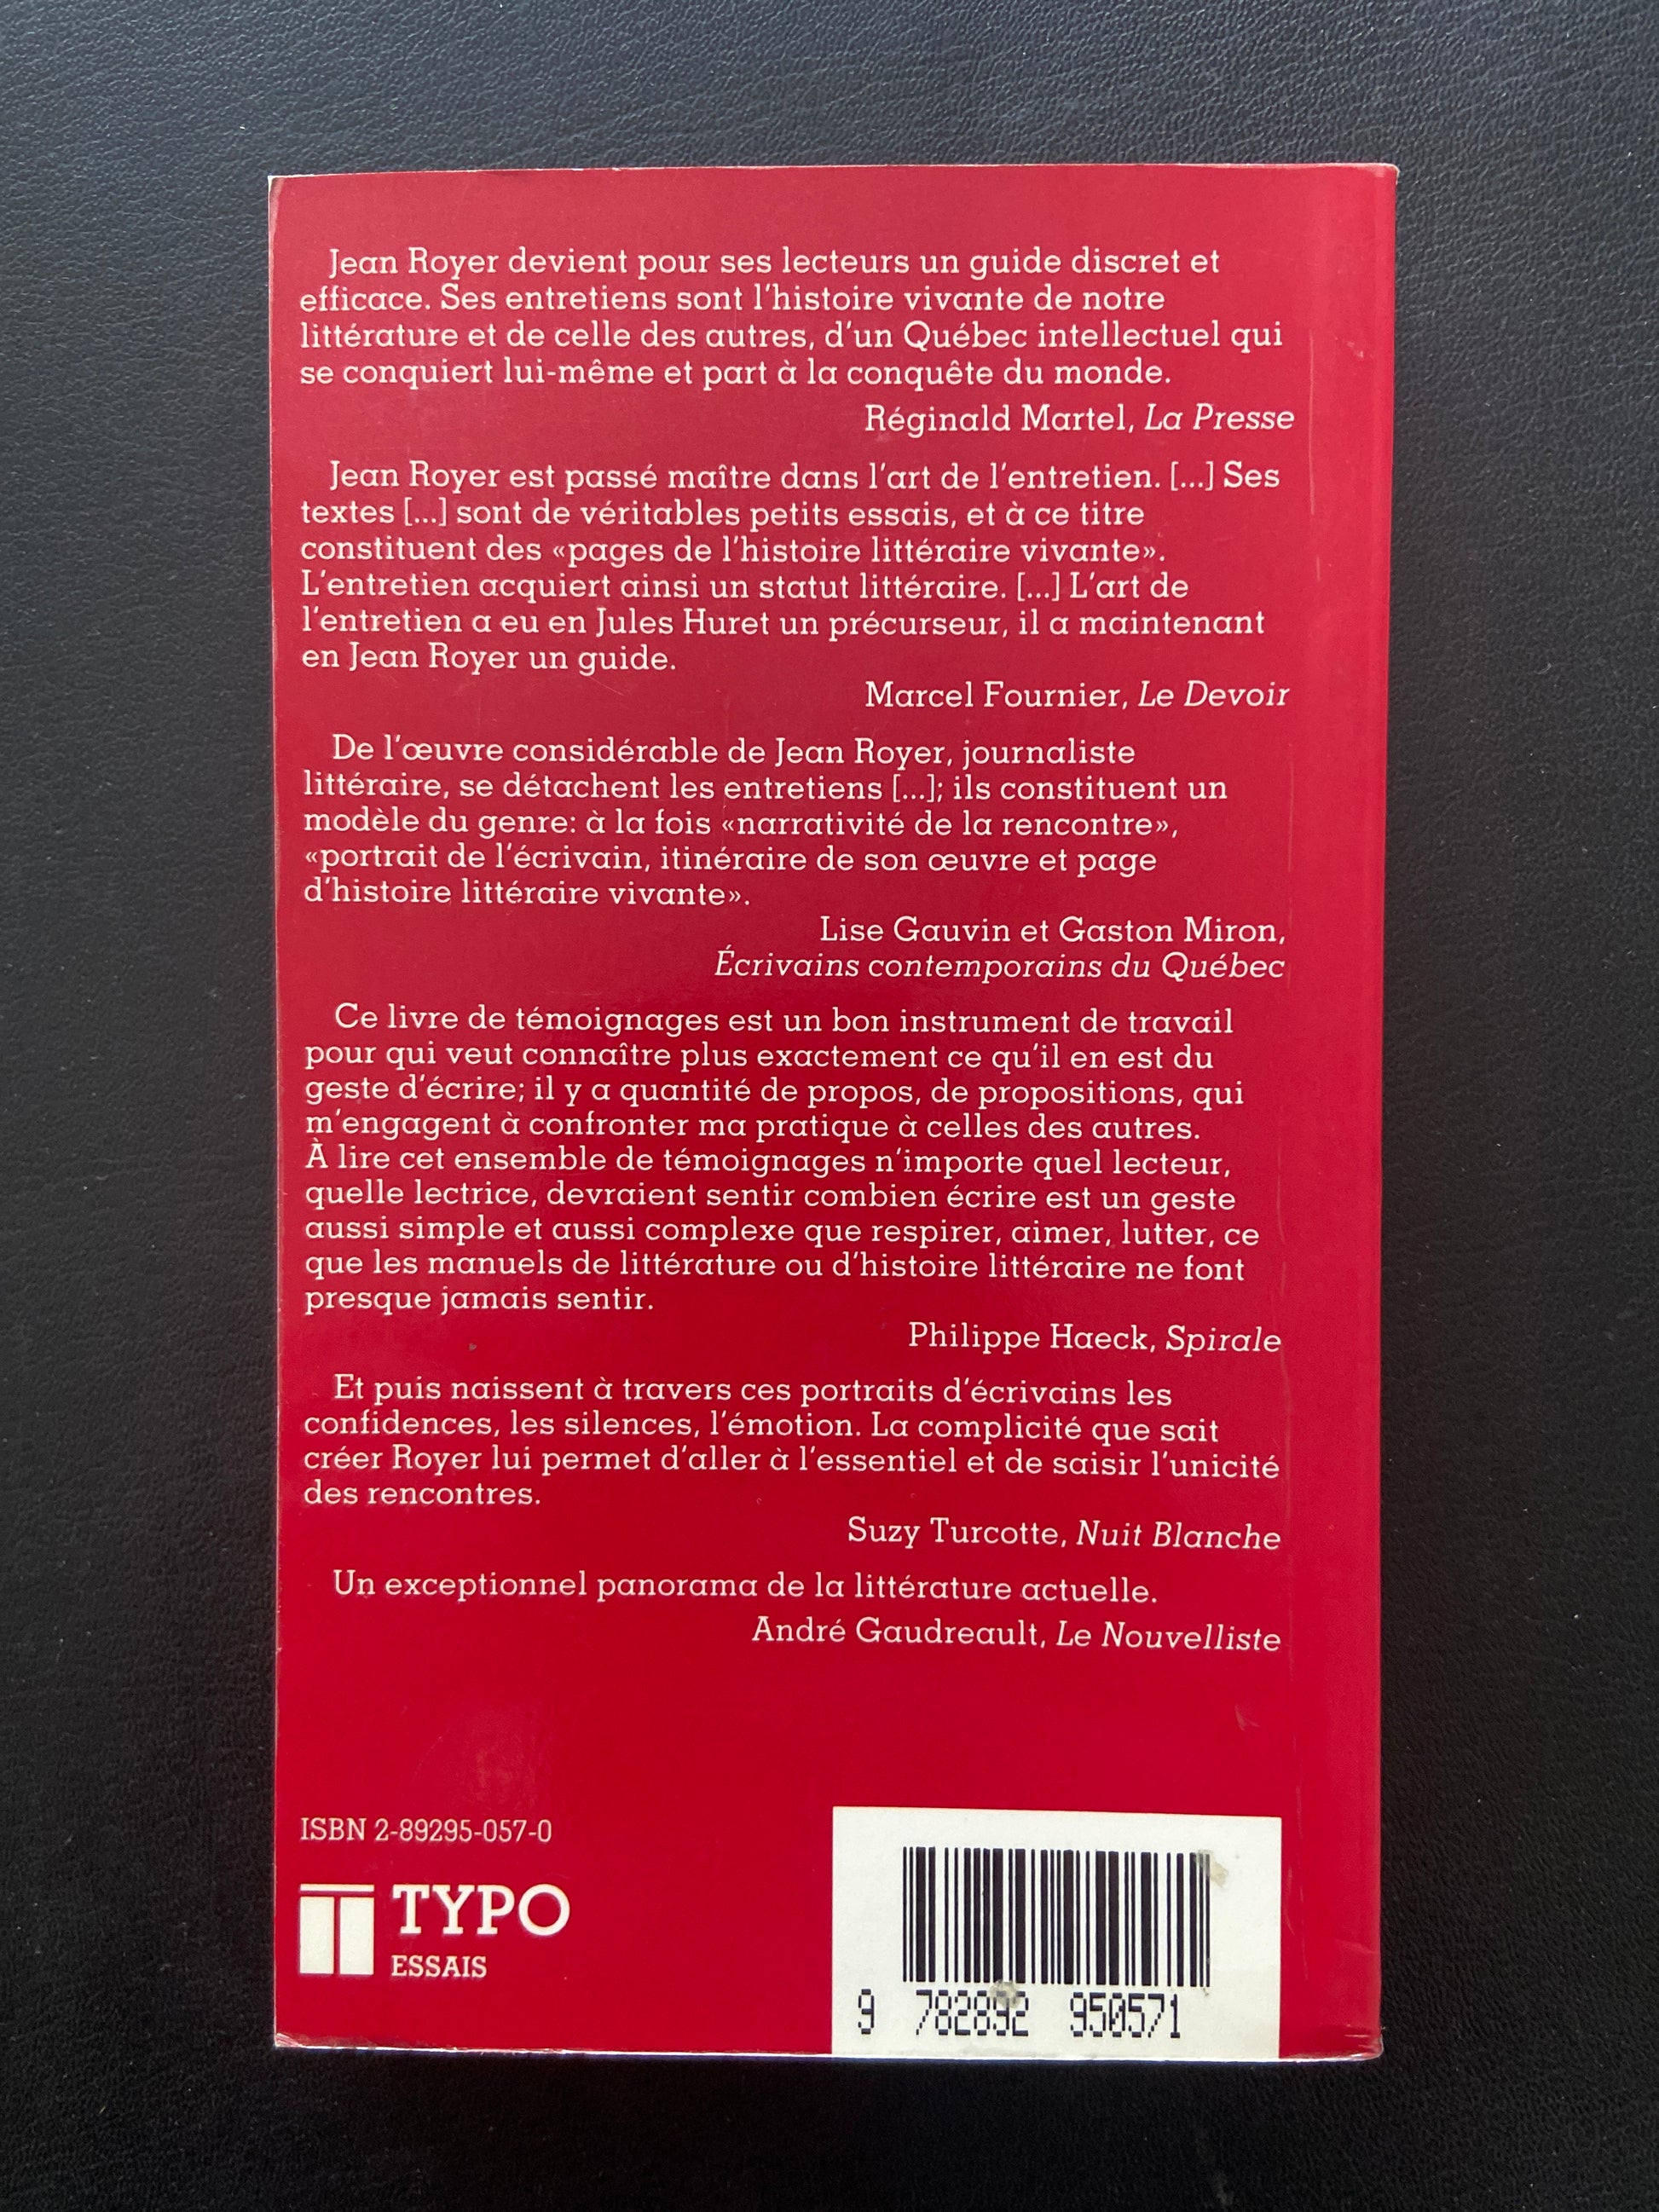 Jean Royer devient pour ses lecteurs un guide discret et
efficace. Ses entretiens sont l'histoire vivante de notre
littérature et de celle des autres, d'un Québec intellectuel qui
se conquiert lui-même et part à la conquête du monde.
Réginald Martel, La Presse
Jean Royer est passé maître dans l'art de l'entretien. [...] Ses
textes [...] sont de véritables petits essais, et à ce titre
constituent des «pages de l'histoire littéraire vivante».
L'entretien acquiert ainsi un statut littéraire. [...] L'art de
l'entretien a eu en Jules Huret un précurseur, il a maintenant
en Jean Royer un guide.
Marcel Fournier, Le Devoir
De l'œuvre considérable de Jean Royer, journaliste
littéraire, se détachent les entretiens [...]; ils constituent un
modèle du genre: à la fois «narrativité de la rencontre»,
«portrait de l'écrivain, itinéraire de son œuvre et page
d'histoire littéraire vivante».
Lise Gauvin et Gaston Miron,
Écrivains contemporains du Québec
Ce livre de témoignages est un bon instrument de travail
pour qui veut connaître plus exactement ce qu'il en est du
geste d'écrire; il y a quantité de propos, de propositions, qui
m'engagent à confronter ma pratique à celles des autres.
À lire cet ensemble de témoignages n'importe quel lecteur,
quelle lectrice, devraient sentir combien écrire est un geste
aussi simple et aussi complexe que respirer, aimer, lutter, ce
que les manuels de littérature ou d'histoire littéraire ne font
presque jamais sentir.
Philippe Haeck, Spirale
Et puis naissent à travers ces portraits d'écrivains les
confidences, les silences, l'émotion. La complicité que sait
créer Royer lui permet d'aller à l'essentiel et de saisir l'unicité
des rencontres.
Suzy Turcotte, Nuit Blanche
Un exceptionnel panorama de la littérature actuelle.
André Gaudreault, Le Nouvelliste
ISBN 2-89295-057-0
TYPO
ESSAIS
9 782892 950571